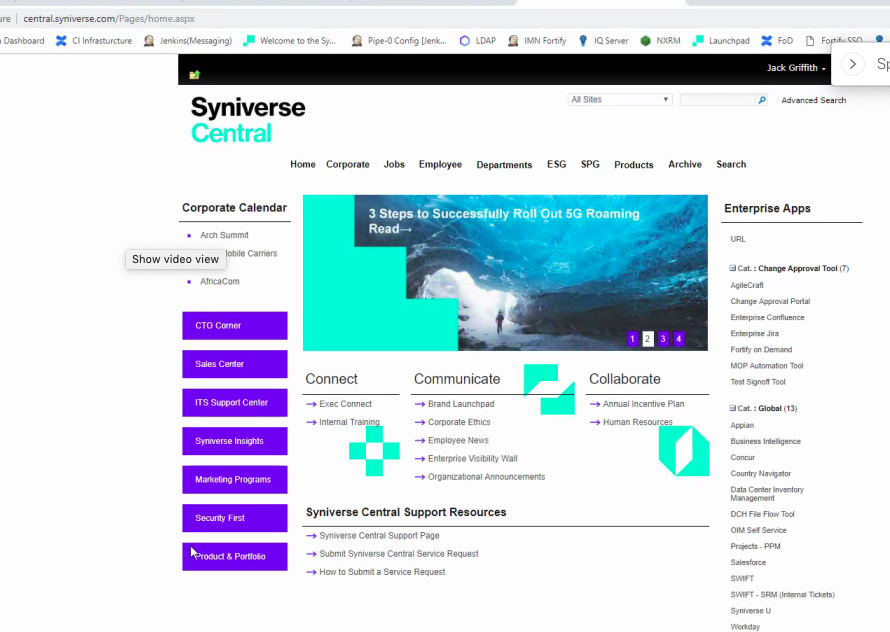 ure | central.syniverse.com/Pages/home.aspx
Dashboard CI Infrasturcture Jenkins(Messaging) Welcome to the Sy... Pipe-0 Config [Jenk... LDAP IMN Fortify IQ Server NXRM Launchpad FoD Fortify SSO
Jack Griffith
Sp
Syniverse
Central
All Sites
Advanced Search
Home Corporate Jobs Employee Departments ESG SPG Products Archive Search
Corporate Calendar
Arch Summit
Mobile Carriers
Show video view
AfricaCom
CTO Corner
Sales Center
ITS Support Center
Syniverse Insights
Marketing Programs
Security First
Product & Portfolio
3 Steps to Successfully Roll Out 5G Roaming
Read→
1 2 3 4
Connect
→ Exec Connect
→ Internal Training
Communicate
→ Brand Launchpad
→ Corporate Ethics
→ Employee News
→ Enterprise Visibility Wall
→ Organizational Announcements
Collaborate
→ Annual Incentive Plan
→ Human Resources
Syniverse Central Support Resources
→ Syniverse Central Support Page
→ Submit Syniverse Central Service Request
→ How to Submit a Service Request
Enterprise Apps
URL
Cat. : Change Approval Tool (7)
AgileCraft
Change Approval Portal
Enterprise Confluence
Enterprise Jira
Fortify on Demand
MOP Automation Tool
Test Signoff Tool
Cat. : Global (13)
Appian
Business Intelligence
Concur
Country Navigator
Data Center Inventory
Management
DCH File Flow Tool
OIM Self Service
Projects - PPM
Salesforce
SWIFT
SWIFT - SRM (Internal Tickets)
Syniverse U
Workday